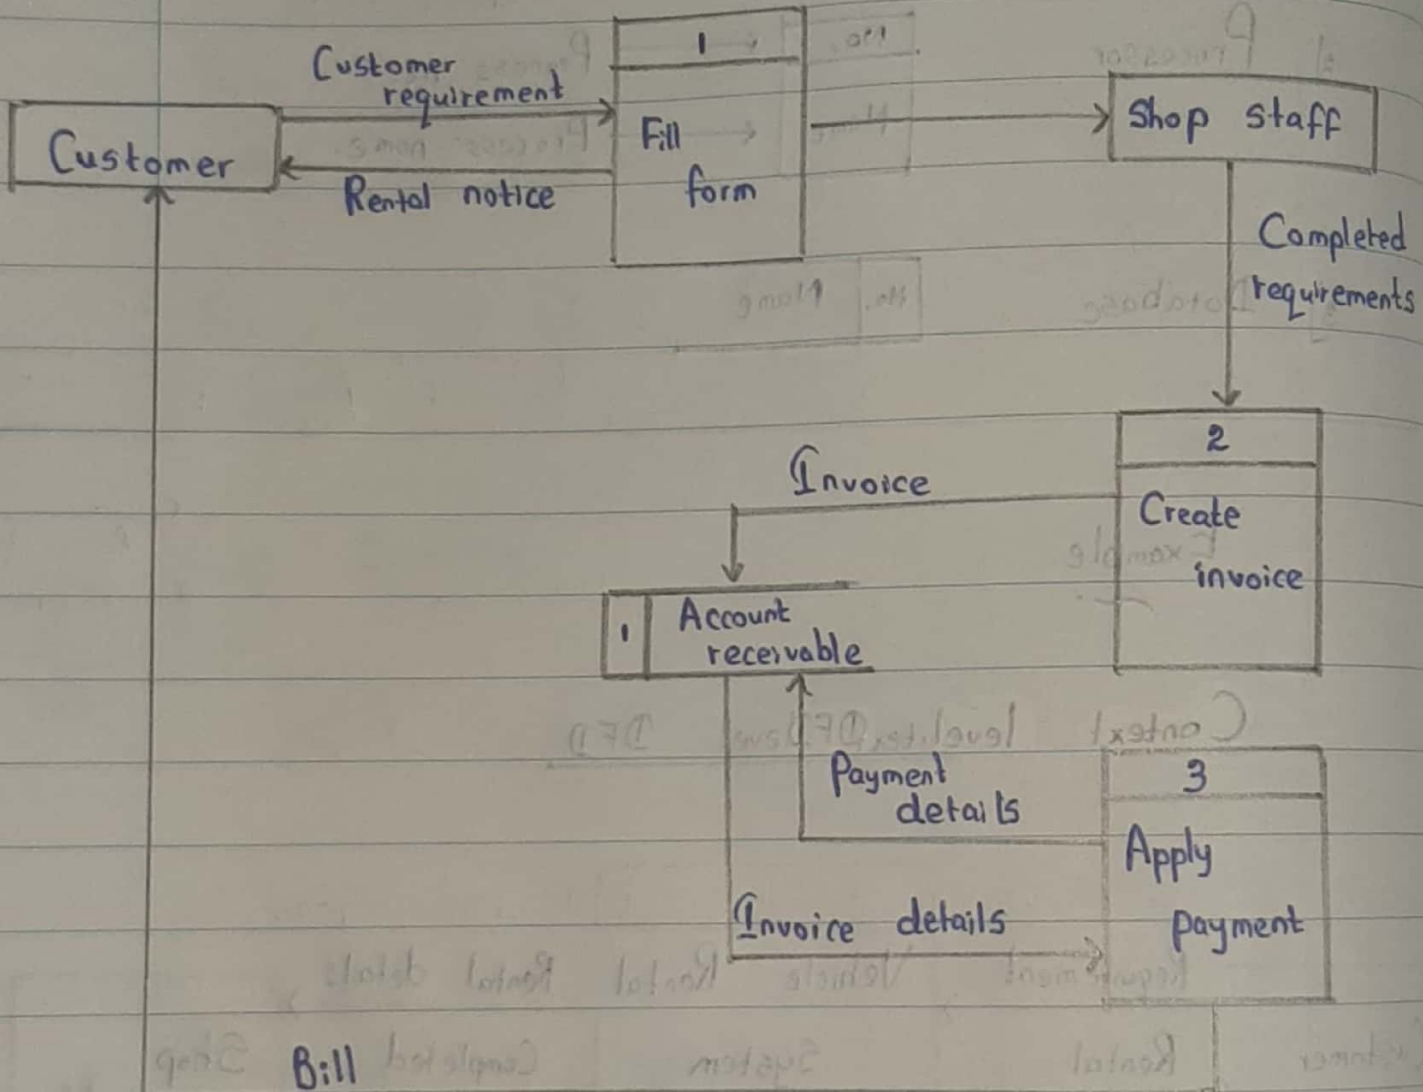 1
Customer
requirement
Customer
Fill
form
Shop staff
Rental notice
Completed
requirements
2
Invoice
Create
invoice
1
Account
receivable
3
Payment
details
Apply
payment
Invoice details
Bill